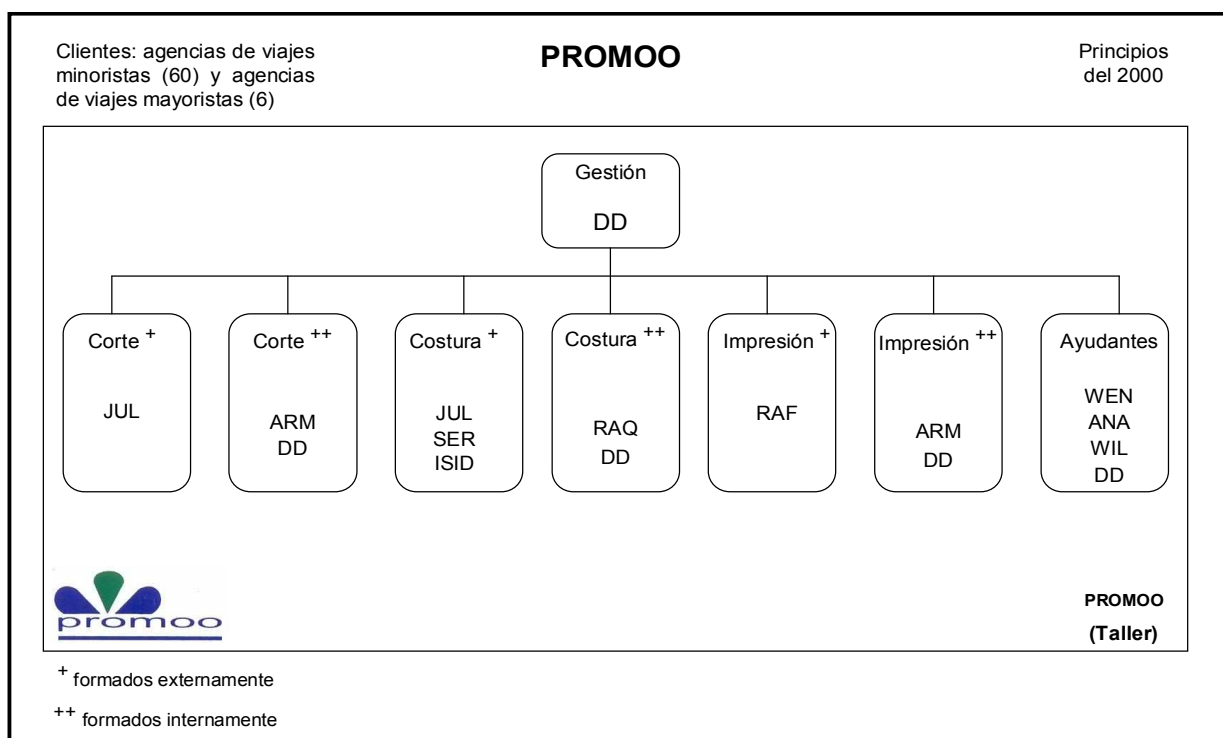 Clientes: agencias de viajes
minoristas (60) y agencias
de viajes mayoristas (6)
PROMOO
Principios
del 2000
Gestión
DD
Corte +
JUL
Corte ++
ARM
DD
Costura +
JUL
SER
ISID
Costura ++
RAQ
DD
Impresión +
RAF
Impresión ++
ARM
DD
Ayudantes
WEN
ANA
WIL
DD
promoo
PROMOO
(Taller)
+ formados externamente
++ formados internamente